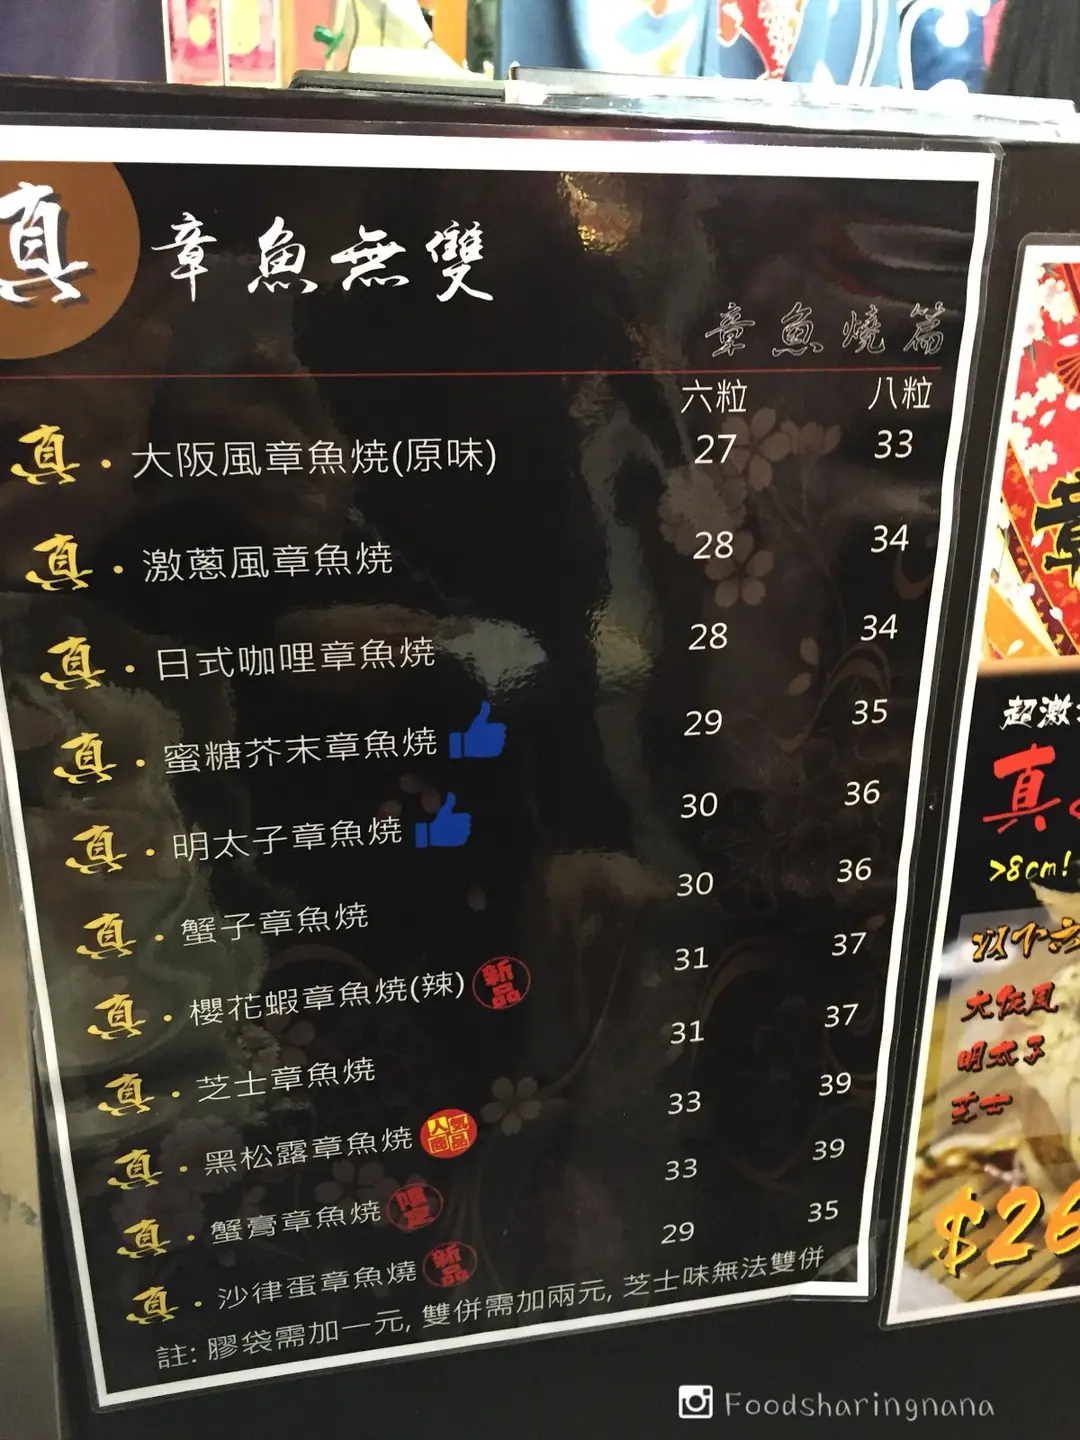 真 章魚無雙
章魚燒篇
六粒 八粒
真·大阪風章魚燒(原味) 27 33
真·激蔥風章魚燒 28 34
真·日式咖哩章魚燒 28 34
真·蜜糖芥末章魚燒 29 35
真·明太子章魚燒 30 36
真·蟹子章魚燒 30 36
真·櫻花蝦章魚燒(辣) 新品 31 37
真·芝士章魚燒 31 37
真·黑松露章魚燒 人氣商品 33 39
真·蟹膏章魚燒 33 39
真·沙律蛋章魚燒 新品 29 35
註: 膠袋需加一元, 雙併需加兩元, 芝士味無法雙併
超激
真
>8cm!
以下六
大阪風
明太子
芝士
$26
Foodsharingnana